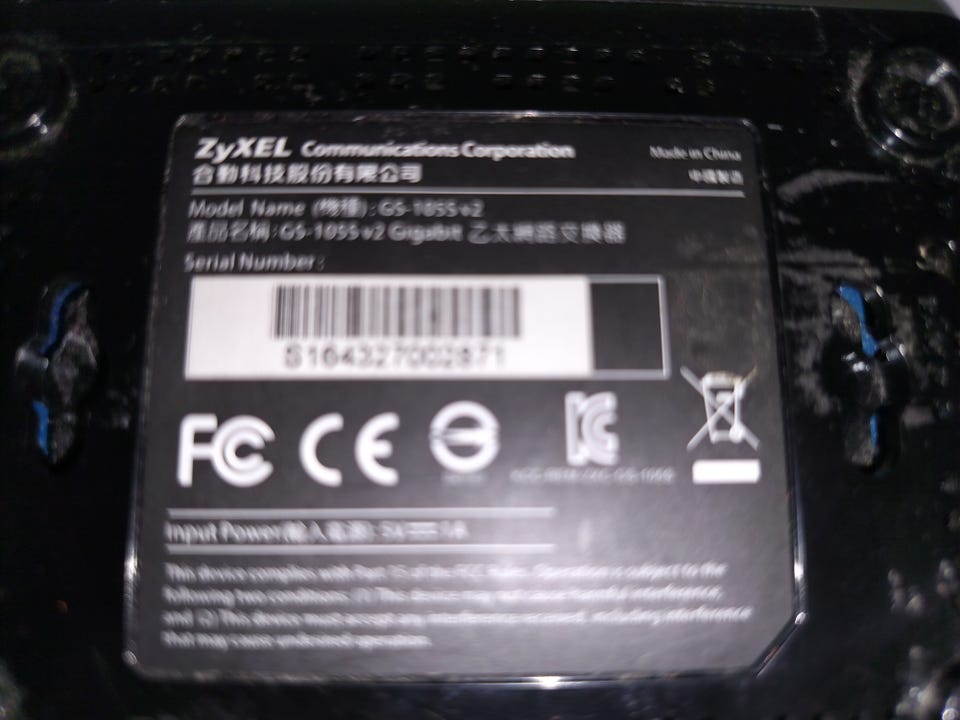 ZyXEL Communications Corporation
合勤科技股份有限公司
Made in China
中國製造
Model Name (機種) : GS-105S v2
產品名稱 : GS-105S v2 Gigabit 乙太網路交換器
Serial Number :
S164327002871
FC CE
Input Power(輸入電源) : 5V 1A
This device complies with Part 15 of the FCC Rules. Operation is subject to the
following two conditions: (1) This device may not cause harmful interference,
and (2) This device must accept any interference received, including interference
that may cause undesired operation.